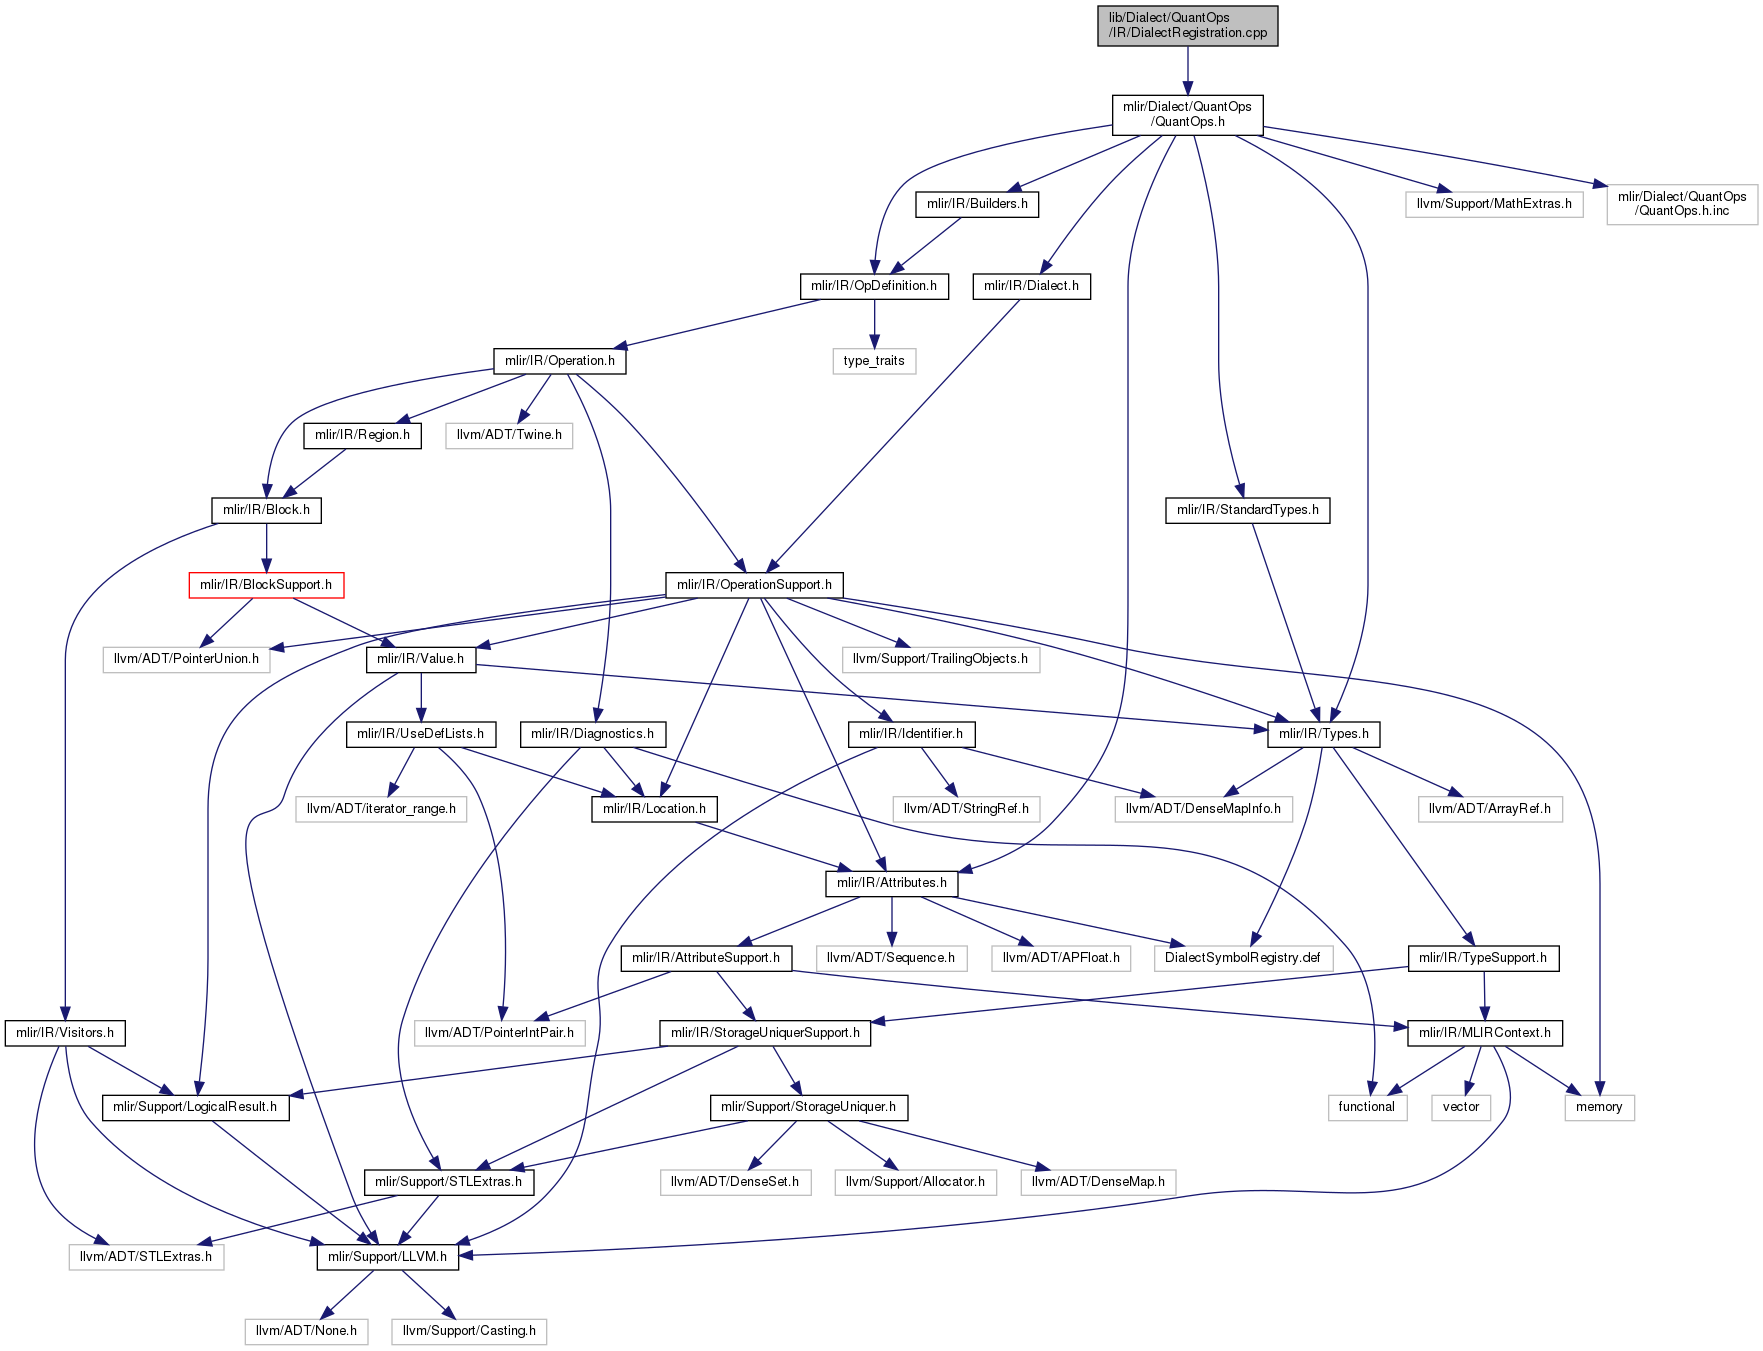 lib/Dialect/QuantOps
/IR/DialectRegistration.cpp
mlir/Dialect/QuantOps
/QuantOps.h
mlir/IR/Builders.h
llvm/Support/MathExtras.h
mlir/Dialect/QuantOps
/QuantOps.h.inc
mlir/IR/OpDefinition.h
mlir/IR/Dialect.h
mlir/IR/Operation.h
type_traits
mlir/IR/Region.h
llvm/ADT/Twine.h
mlir/IR/Block.h
mlir/IR/StandardTypes.h
mlir/IR/BlockSupport.h
mlir/IR/OperationSupport.h
llvm/ADT/PointerUnion.h
mlir/IR/Value.h
llvm/Support/TrailingObjects.h
mlir/IR/UseDefLists.h
mlir/IR/Diagnostics.h
mlir/IR/Identifier.h
mlir/IR/Types.h
llvm/ADT/iterator_range.h
mlir/IR/Location.h
llvm/ADT/StringRef.h
llvm/ADT/DenseMapInfo.h
llvm/ADT/ArrayRef.h
mlir/IR/Attributes.h
mlir/IR/AttributeSupport.h
llvm/ADT/Sequence.h
llvm/ADT/APFloat.h
DialectSymbolRegistry.def
mlir/IR/TypeSupport.h
mlir/IR/Visitors.h
llvm/ADT/PointerIntPair.h
mlir/IR/StorageUniquerSupport.h
mlir/IR/MLIRContext.h
mlir/Support/LogicalResult.h
mlir/Support/StorageUniquer.h
functional
vector
memory
mlir/Support/STLExtras.h
llvm/ADT/DenseSet.h
llvm/Support/Allocator.h
llvm/ADT/DenseMap.h
llvm/ADT/STLExtras.h
mlir/Support/LLVM.h
llvm/ADT/None.h
llvm/Support/Casting.h